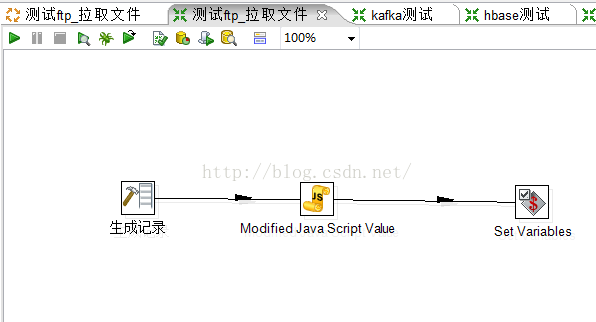 测试ftp_拉取文件 测试ftp_拉取文件 kafka测试 hbase测试
100%
http://blog.csdn.net/
JS
$
生成记录 Modified Java Script Value Set Variables